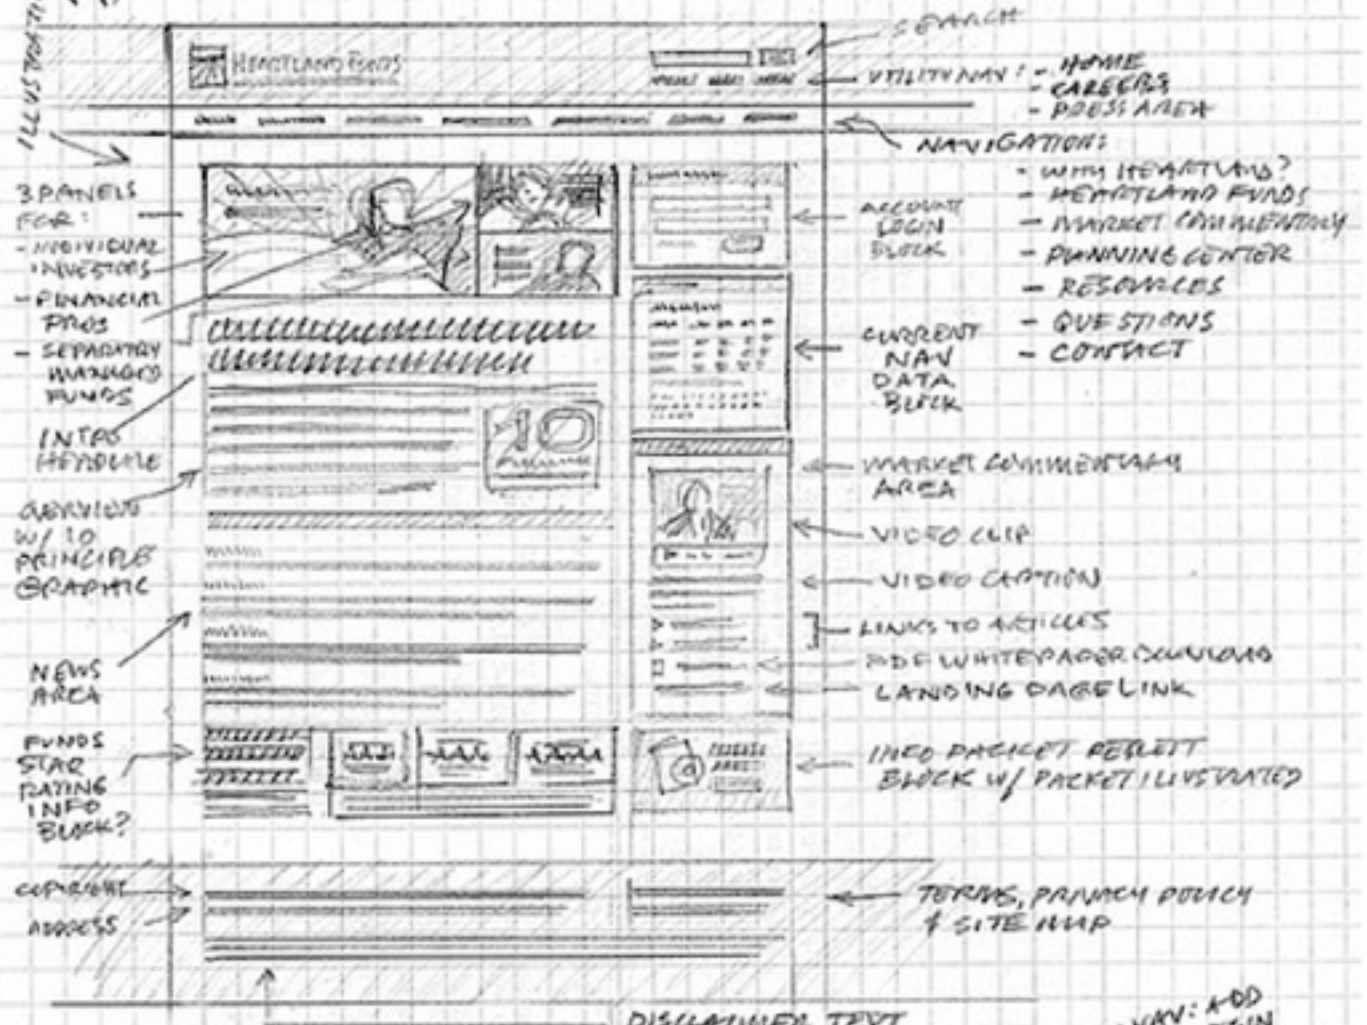 ILLUSTRATI
HEARTLAND FUNDS
SEARCH
UTILITY NAV:
- HOME
- CAREERS
- PRESS AREA
NAVIGATION:
- WHY HEARTLAND?
- HEARTLAND FUNDS
- MARKET COMMENTARY
- PLANNING CENTER
- RESOURCES
- QUESTIONS
- CONTACT
3 PANELS
FOR:
- INDIVIDUAL
INVESTORS
- FINANCIAL
PROS
- SEPARATELY
MANAGED
FUNDS
INTRO
HEADLINE
OVERVIEW
W/ 10
PRINCIPLE
GRAPHIC
NEWS
AREA
FUNDS
STAR
RATING
INFO
BLOCK?
COPYRIGHT
ADDRESS
10
ACCOUNT
LOGIN
BLOCK
CURRENT
NAV
DATA
BLOCK
MARKET COMMENTARY
AREA
VIDEO CLIP
VIDEO CAPTION
LINKS TO ARTICLES
PDF WHITEPAPER DOWNLOAD
LANDING PAGE LINK
INFO PACKET
BLOCK W/ PACKET ILLUSTRATED
TERMS, PRIVACY POLICY
& SITE MAP
DISCLAIMER TEXT
NAV: ADD